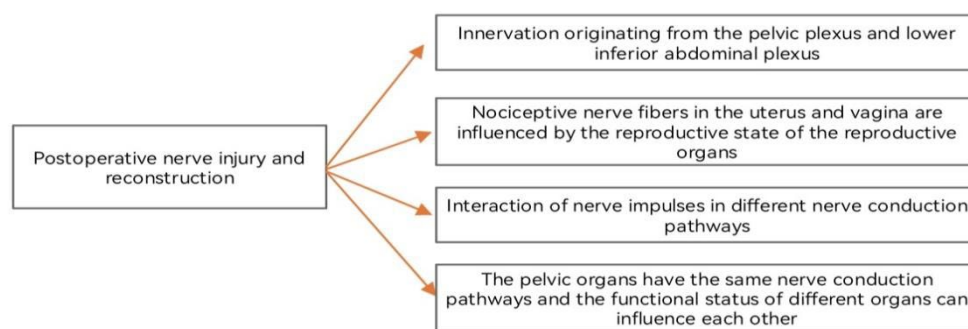 Postoperative nerve injury and
reconstruction
Innervation originating from the pelvic plexus and lower
inferior abdominal plexus
Nociceptive nerve fibers in the uterus and vagina are
influenced by the reproductive state of the reproductive
organs
Interaction of nerve impulses in different nerve conduction
pathways
The pelvic organs have the same nerve conduction
pathways and the functional status of different organs can
influence each other